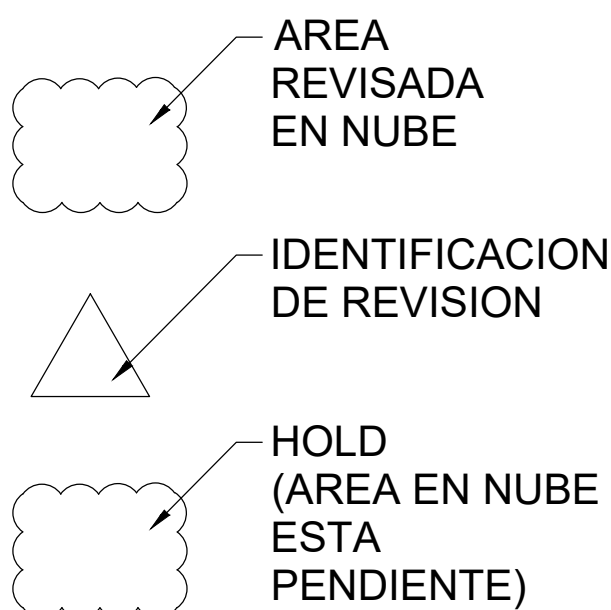 AREA
REVISADA
EN NUBE
IDENTIFICACION
DE REVISION
HOLD
(AREA EN NUBE
ESTA
PENDIENTE)